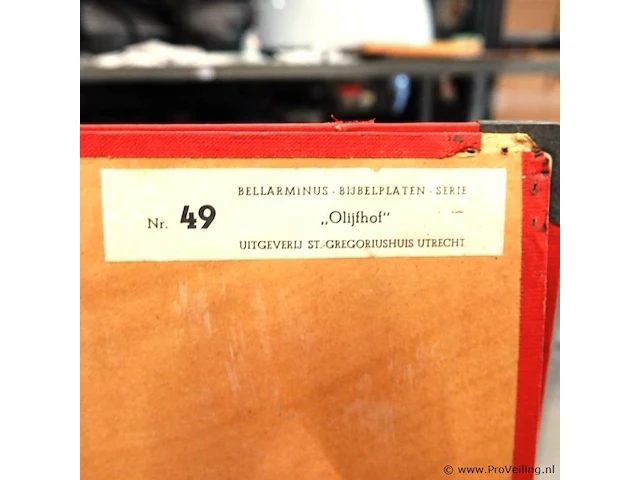 BELLARMINUS - BIJBELPLATEN - SERIE
Nr. 49 „Olijfhof"
UITGEVERIJ ST.-GREGORIUSHUIS UTRECHT
© www.ProVeiling.nl